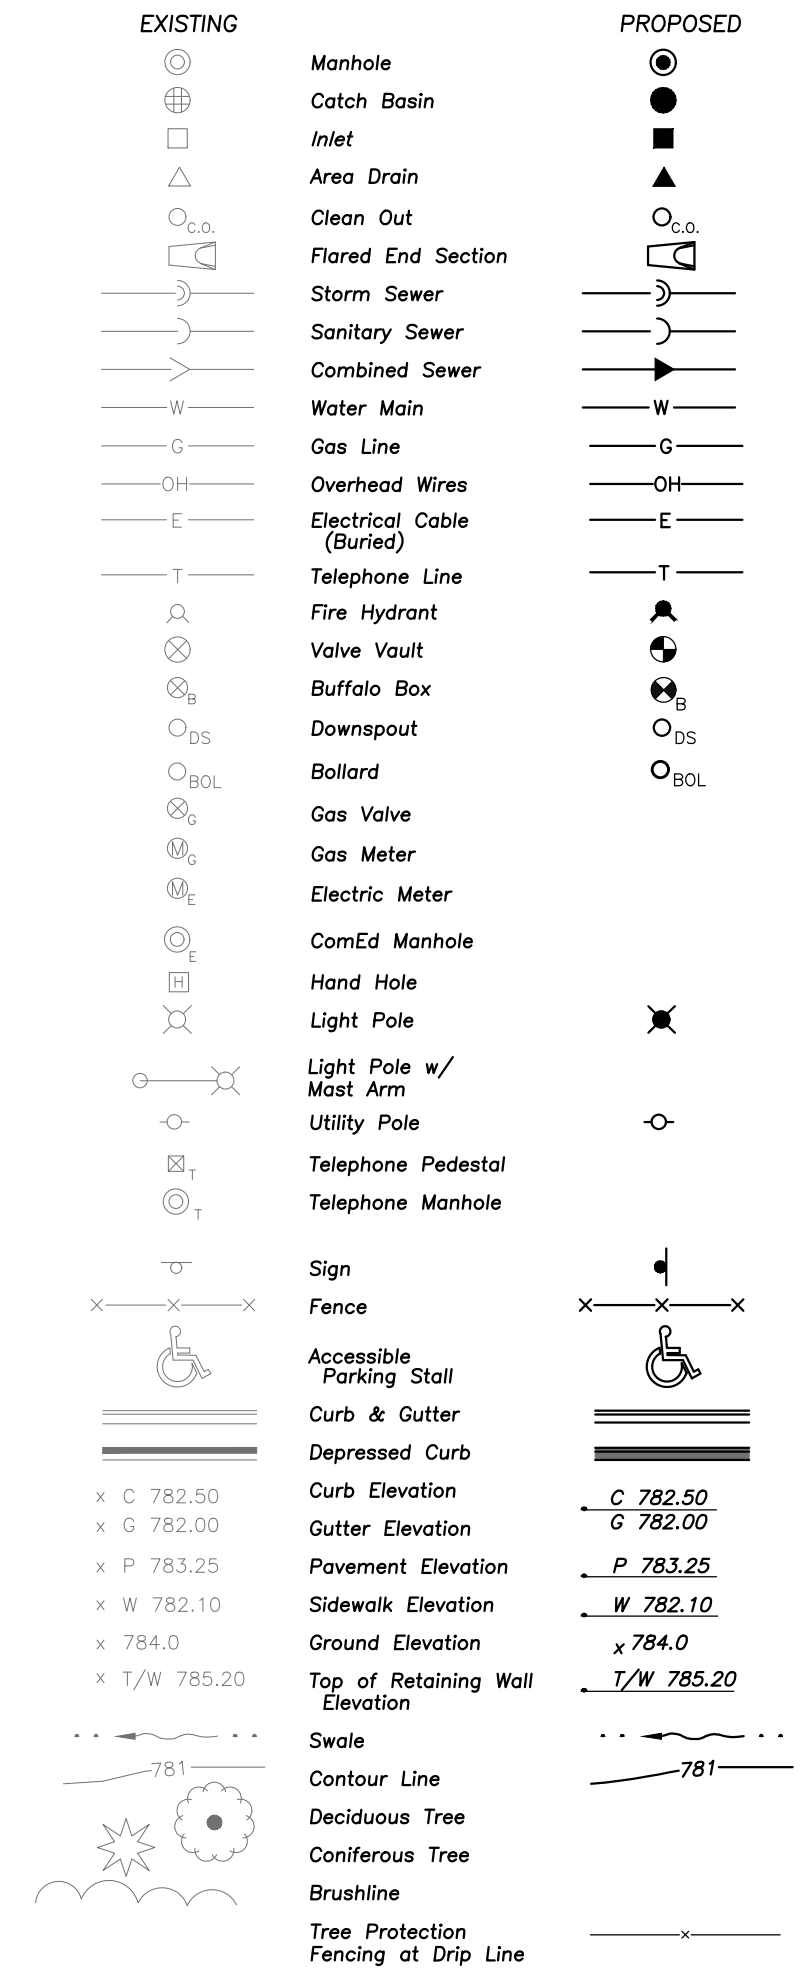 EXISTING PROPOSED
Manhole
Catch Basin
Inlet
Area Drain
C.O. Clean Out C.O.
Flared End Section
Storm Sewer
Sanitary Sewer
Combined Sewer
W Water Main W
G Gas Line G
OH Overhead Wires OH
E Electrical Cable E
(Buried)
T Telephone Line T
Fire Hydrant
Valve Vault
B Buffalo Box B
DS Downspout DS
BOL Bollard BOL
G Gas Valve
M G Gas Meter
M E Electric Meter
E ComEd Manhole
H Hand Hole
Light Pole
Light Pole w/
Mast Arm
Utility Pole
T Telephone Pedestal
T Telephone Manhole
Sign
Fence
Accessible
Parking Stall
Curb & Gutter
Depressed Curb
x C 782.50 Curb Elevation C 782.50
x G 782.00 Gutter Elevation G 782.00
x P 783.25 Pavement Elevation P 783.25
x W 782.10 Sidewalk Elevation W 782.10
x 784.0 Ground Elevation x 784.0
x T/W 785.20 Top of Retaining Wall T/W 785.20
Elevation
Swale
781 Contour Line 781
Deciduous Tree
Coniferous Tree
Brushline
Tree Protection
Fencing at Drip Line